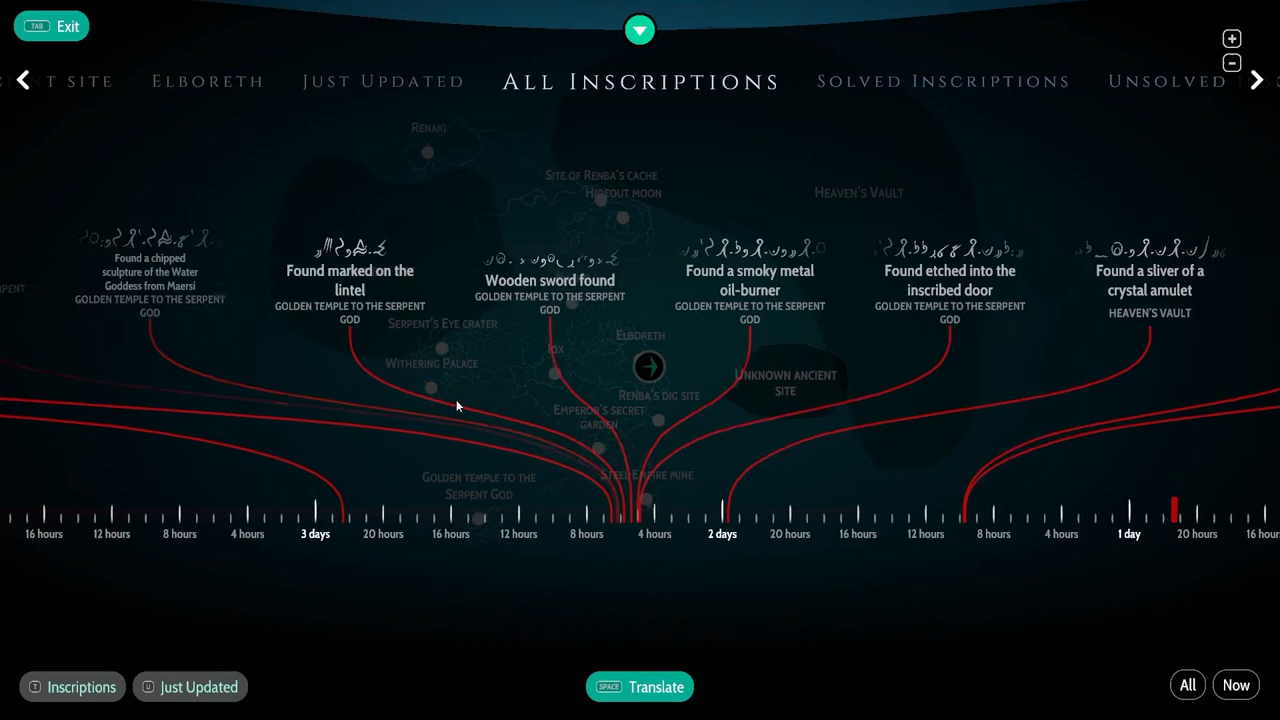 TAB Exit
NT SITE
ELBORETH
JUST UPDATED
ALL INSCRIPTIONS
SOLVED INSCRIPTIONS
UNSOLVED
RENAKI
SITE OF RENBA'S CACHE
HIDEOUT MOON
HEAVEN'S VAULT
Found a chipped
sculpture of the Water
Goddess from Maersi
GOLDEN TEMPLE TO THE SERPENT
GOD
Found marked on the
lintel
GOLDEN TEMPLE TO THE SERPENT
GOD
Wooden sword found
GOLDEN TEMPLE TO THE SERPENT
GOD
Found a smoky metal
oil-burner
GOLDEN TEMPLE TO THE SERPENT
GOD
Found etched into the
inscribed door
GOLDEN TEMPLE TO THE SERPENT
GOD
Found a sliver of a
crystal amulet
HEAVEN'S VAULT
RPENT
SERPENT'S EYE CRATER
ELBORETH
IOX
WITHERING PALACE
UNKNOWN ANCIENT
SITE
RENBA'S DIG SITE
EMPEROR'S SECRET
GARDEN
STEEL EMPIRE MINE
GOLDEN TEMPLE TO THE
SERPENT GOD
16 hours
12 hours
8 hours
4 hours
3 days
20 hours
16 hours
12 hours
8 hours
4 hours
2 days
20 hours
16 hours
12 hours
8 hours
4 hours
1 day
20 hours
16 hour
T Inscriptions
U Just Updated
SPACE Translate
All
Now